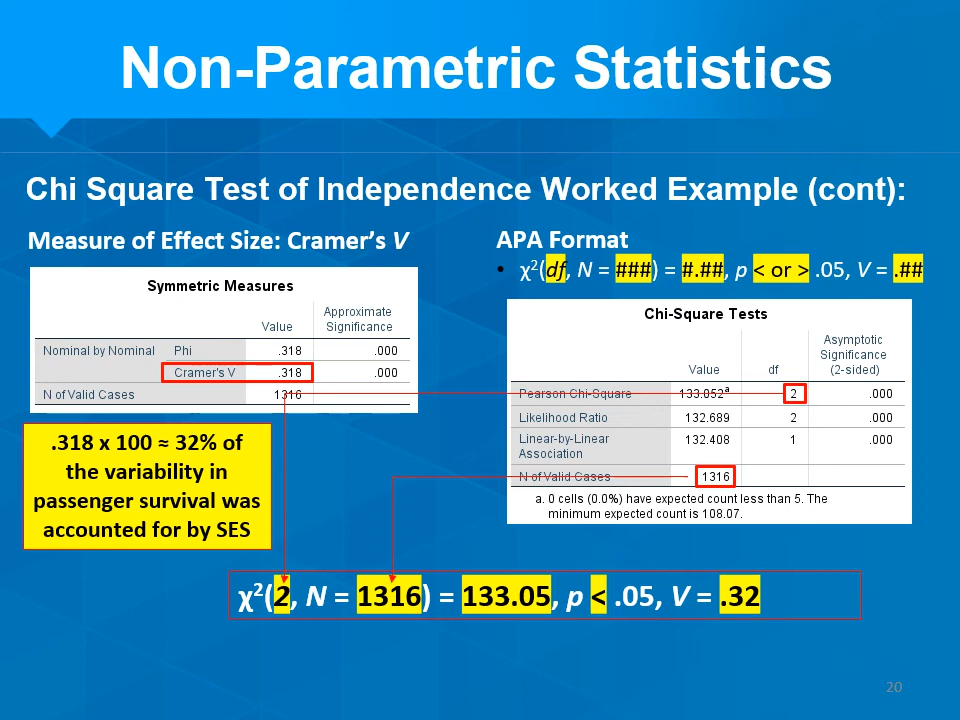 Non-Parametric Statistics
Chi Square Test of Independence Worked Example (cont):
Measure of Effect Size: Cramer's V
Symmetric Measures
Value Approximate Significance
Nominal by Nominal Phi .318 .000
Cramer's V .318 .000
N of Valid Cases 1316
.318 x 100 ≈ 32% of
the variability in
passenger survival was
accounted for by SES
APA Format
• χ²(df, N = ###) = #.##, p < or > .05, V = .##
Chi-Square Tests
Value df Asymptotic Significance (2-sided)
Pearson Chi-Square 133.052ᵃ 2 .000
Likelihood Ratio 132.689 2 .000
Linear-by-Linear Association 132.408 1 .000
N of Valid Cases 1316
a. 0 cells (0.0%) have expected count less than 5. The
minimum expected count is 108.07.
χ²(2, N = 1316) = 133.05, p < .05, V = .32
20